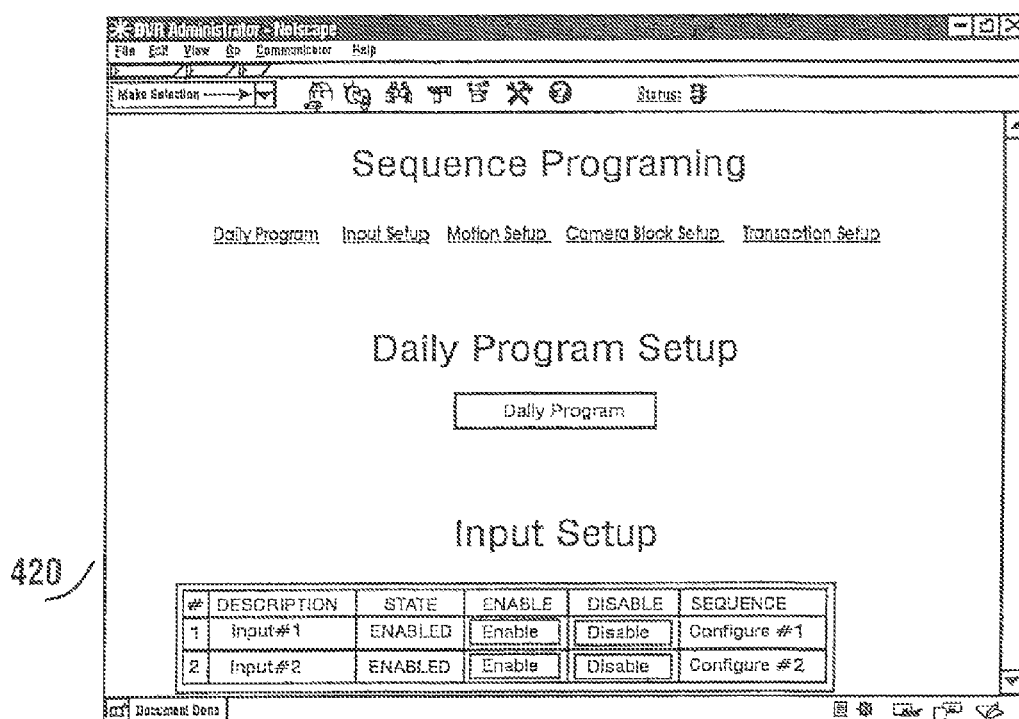 DVR Administrator - Netscape
File Edit View Go Communicator Help
Make Selection Status:
Sequence Programing
Daily Program Input Setup Motion Setup Camera Block Setup Transaction Setup
Daily Program Setup
Daily Program
Input Setup
420
# DESCRIPTION STATE ENABLE DISABLE SEQUENCE
1 Input#1 ENABLED Enable Disable Configure #1
2 Input#2 ENABLED Enable Disable Configure #2
Document Done